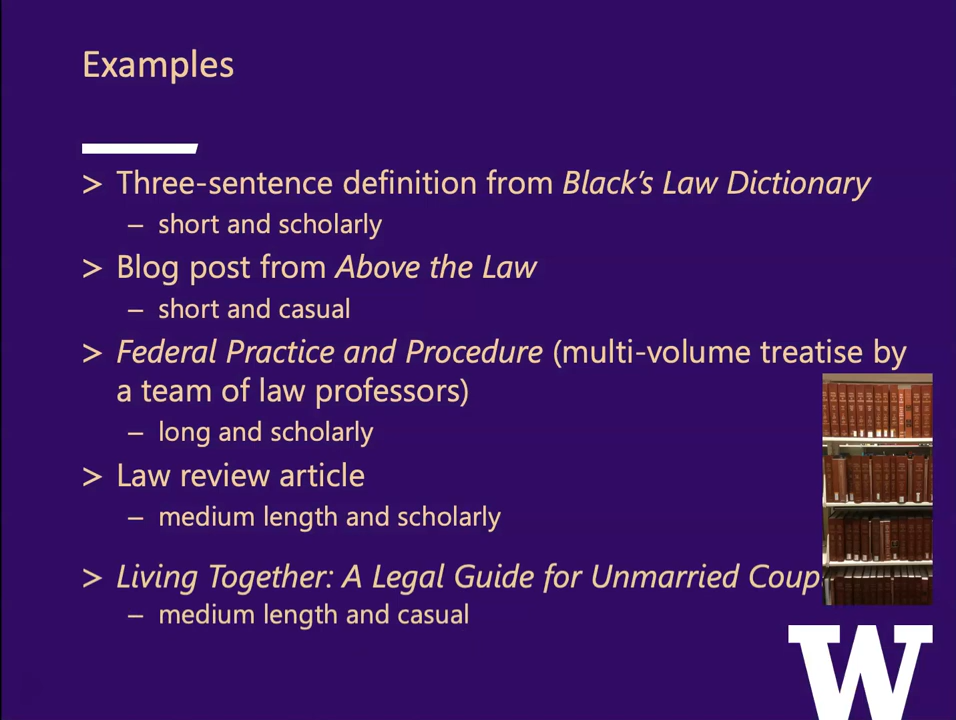 Examples
> Three-sentence definition from Black's Law Dictionary
– short and scholarly
> Blog post from Above the Law
– short and casual
> Federal Practice and Procedure (multi-volume treatise by
a team of law professors)
– long and scholarly
> Law review article
– medium length and scholarly
> Living Together: A Legal Guide for Unmarried
– medium length and casual
W